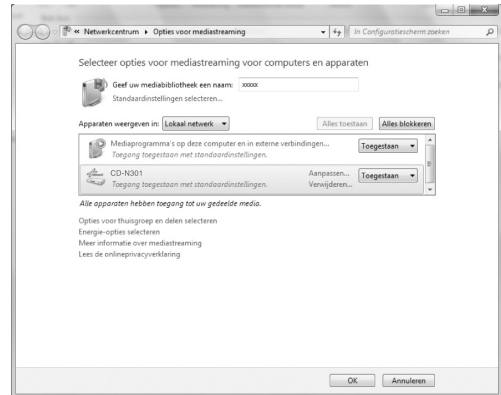 « Netwerkcentrum ▸ Opties voor mediastreaming
In Configuratiescherm zoeken
Selecteer opties voor mediastreaming voor computers en apparaten
Geef uw mediabibliotheek een naam: xxxxx
Standaardinstellingen selecteren...
Apparaten weergeven in: Lokaal netwerk Alles toestaan Alles blokkeren
Mediaprogramma's op deze computer en in externe verbindingen... Toegestaan
Toegang toegestaan met standaardinstellingen.
CD-N301 Aanpassen... Toegestaan
Toegang toegestaan met standaardinstellingen. Verwijderen...
Alle apparaten hebben toegang tot uw gedeelde media.
Opties voor thuisgroep en delen selecteren
Energie-opties selecteren
Meer informatie over mediastreaming
Lees de onlineprivacyverklaring
OK Annuleren